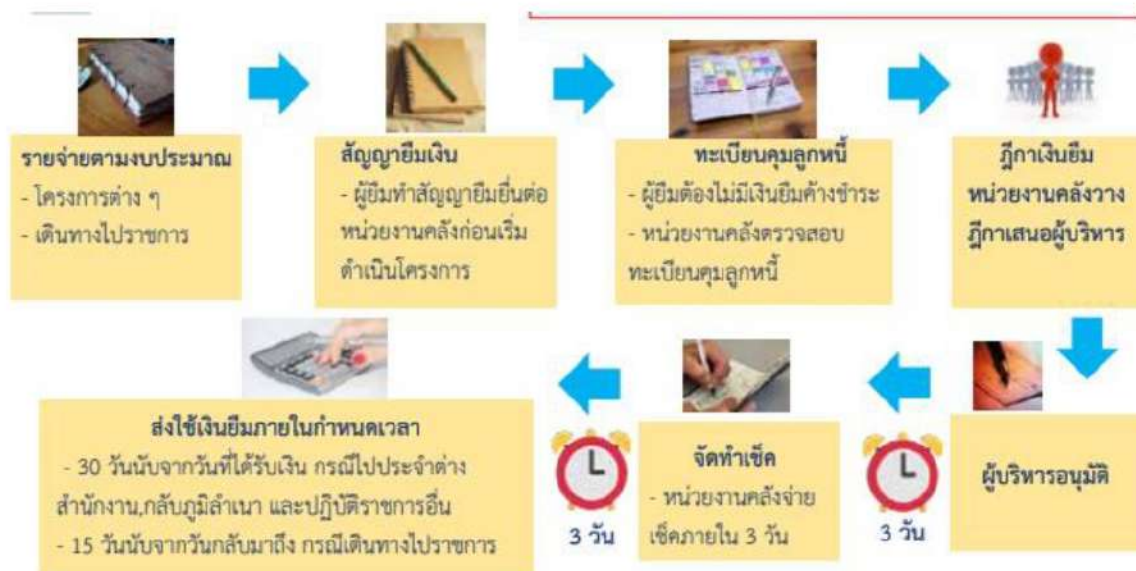 รายจ่ายตามงบประมาณ
- โครงการต่าง ๆ
- เดินทางไปราชการ
สัญญายืมเงิน
- ผู้ยืมทำสัญญายืมยื่นต่อ
หน่วยงานคลังก่อนเริ่ม
ดำเนินโครงการ
ทะเบียนคุมลูกหนี้
- ผู้ยืมต้องไม่มีเงินยืมค้างชำระ
- หน่วยงานคลังตรวจสอบ
ทะเบียนคุมลูกหนี้
ฎีกาเงินยืม
หน่วยงานคลังวาง
ฎีกาเสนอผู้บริหาร
ผู้บริหารอนุมัติ
3 วัน
จัดทำเช็ค
- หน่วยงานคลังจ่าย
เช็คภายใน 3 วัน
3 วัน
ส่งใช้เงินยืมภายในกำหนดเวลา
- 30 วันนับจากวันที่ได้รับเงิน กรณีไปประจำต่าง
สำนักงาน,กลับภูมิลำเนา และปฏิบัติราชการอื่น
- 15 วันนับจากวันกลับมาถึง กรณีเดินทางไปราชการ